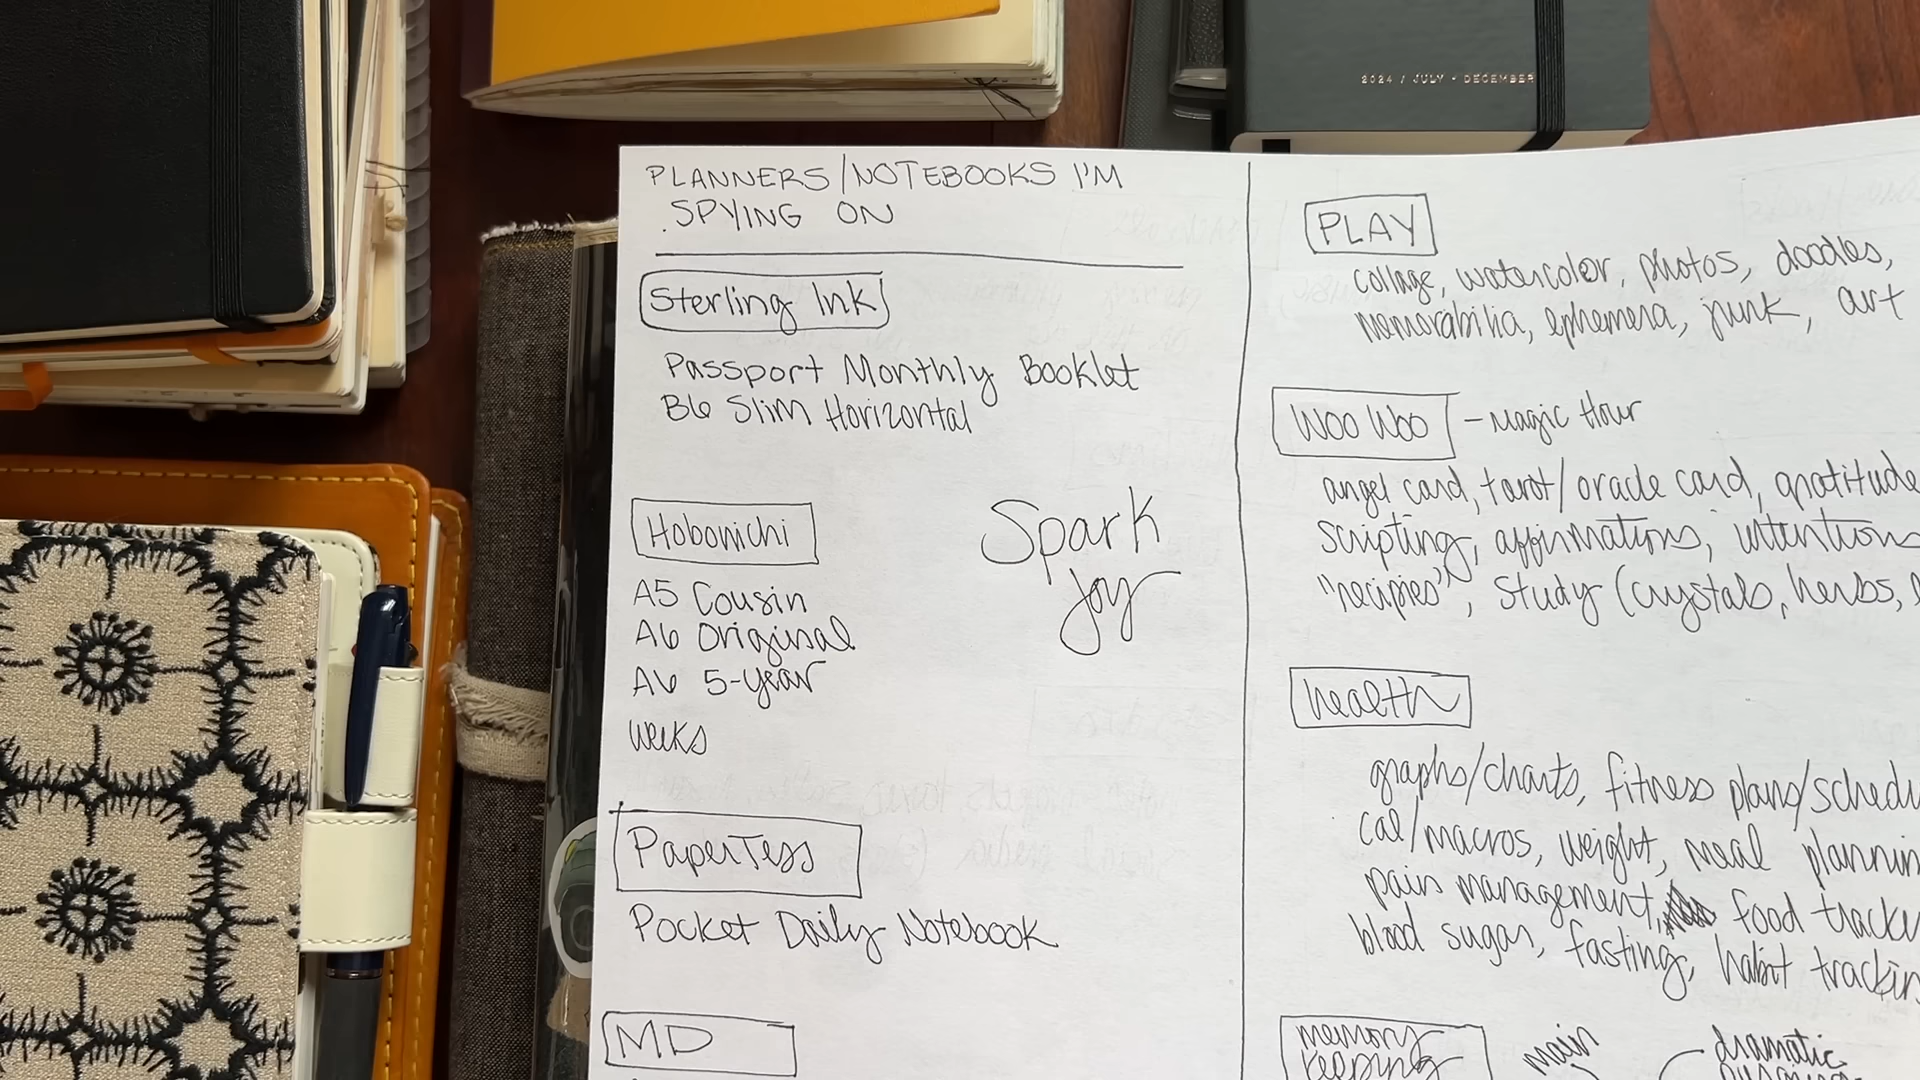 2024 / JULY - DECEMBER
PLANNERS/NOTEBOOKS I'M
SPYING ON
Sterling Ink
Passport Monthly Booklet
B6 Slim Horizontal
Hobonichi
A5 Cousin
A6 Original
A6 5-year
weeks
Spark
Joy
PaperTess
Pocket Daily Notebook
MD
PLAY
collage, watercolor, photos, doodles,
memorabilia, ephemera, junk, art
Woo Woo - Magic Hour
angel card, tarot/oracle card, gratitude
scripting, affirmations, intentions
"recipies", study (crystals, herbs,
health
graphs/charts, fitness plans/schedu
cal/macros, weight, meal plannin
pain management, food tracke
blood sugar, fasting, habit trackin
memory
keeping
main
dramatic